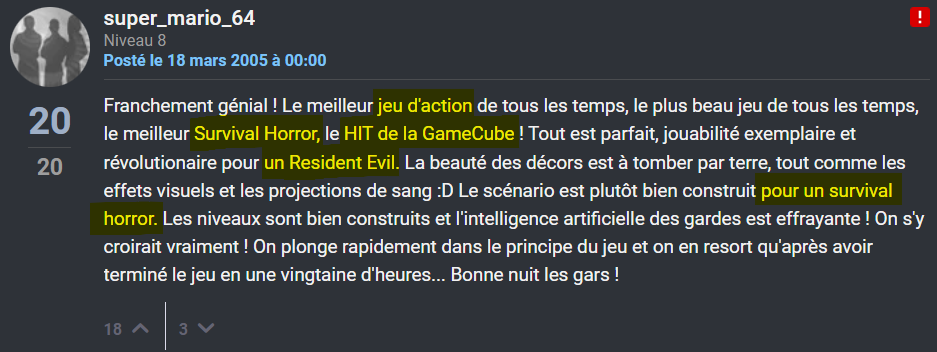 super_mario_64
Niveau 8
Posté le 18 mars 2005 à 00:00
20
20
Franchement génial ! Le meilleur jeu d'action de tous les temps, le plus beau jeu de tous les temps,
le meilleur Survival Horror, le HIT de la GameCube ! Tout est parfait, jouabilité exemplaire et
révolutionaire pour un Resident Evil. La beauté des décors est à tomber par terre, tout comme les
effets visuels et les projections de sang :D Le scénario est plutôt bien construit pour un survival
horror. Les niveaux sont bien construits et l'intelligence artificielle des gardes est effrayante ! On s'y
croirait vraiment ! On plonge rapidement dans le principe du jeu et on en resort qu'après avoir
terminé le jeu en une vingtaine d'heures... Bonne nuit les gars !
18 3